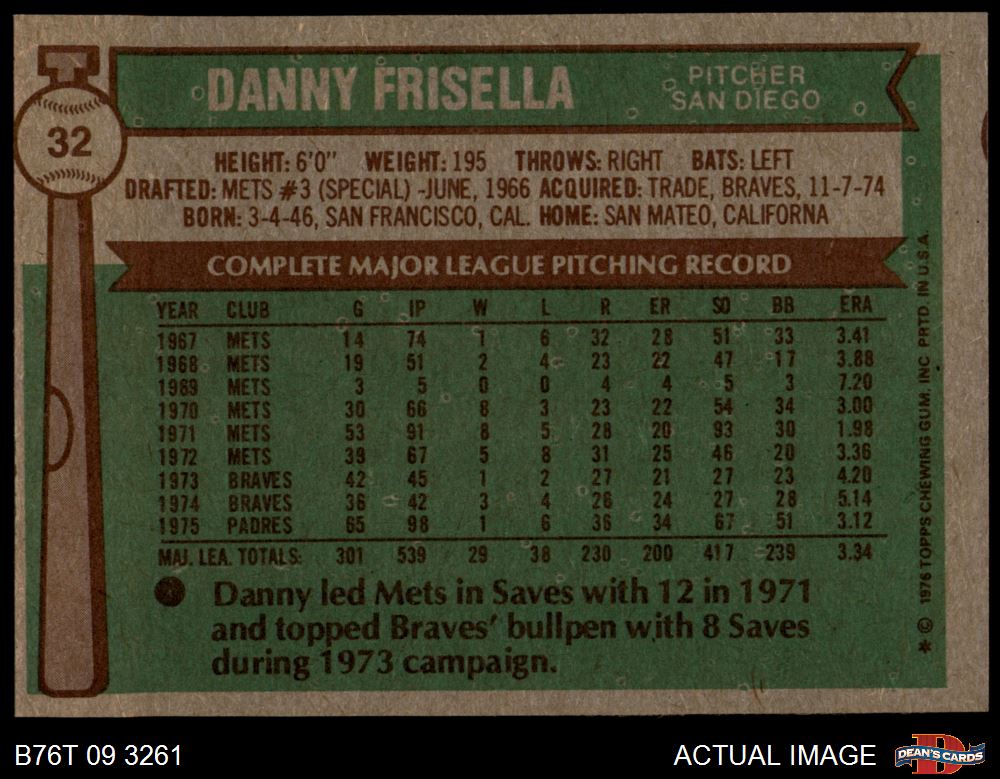 32
DANNY FRISELLA
PITCHER
SAN DIEGO
HEIGHT: 6'0" WEIGHT: 195 THROWS: RIGHT BATS: LEFT
DRAFTED: METS #3 (SPECIAL) -JUNE, 1966 ACQUIRED: TRADE, BRAVES, 11-7-74
BORN: 3-4-46, SAN FRANCISCO, CAL. HOME: SAN MATEO, CALIFORNA
COMPLETE MAJOR LEAGUE PITCHING RECORD
YEAR CLUB G IP W L R ER SO BB ERA
1967 METS 14 74 1 6 32 28 51 33 3.41
1968 METS 19 51 2 4 23 22 47 17 3.88
1969 METS 3 5 0 0 4 4 5 3 7.20
1970 METS 30 66 8 3 23 22 54 34 3.00
1971 METS 53 91 8 5 28 20 93 30 1.98
1972 METS 39 67 5 8 31 25 46 20 3.36
1973 BRAVES 42 45 1 2 27 21 27 23 4.20
1974 BRAVES 36 42 3 4 26 24 27 28 5.14
1975 PADRES 65 98 1 6 36 34 67 51 3.12
MAJ. LEA. TOTALS: 301 539 29 38 230 200 417 239 3.34
Danny led Mets in Saves with 12 in 1971
and topped Braves' bullpen with 8 Saves
during 1973 campaign.
* © 1976 TOPPS CHEWING GUM, INC PRTD. IN U.S.A.
B76T 09 3261
ACTUAL IMAGE
DEAN'S CARDS